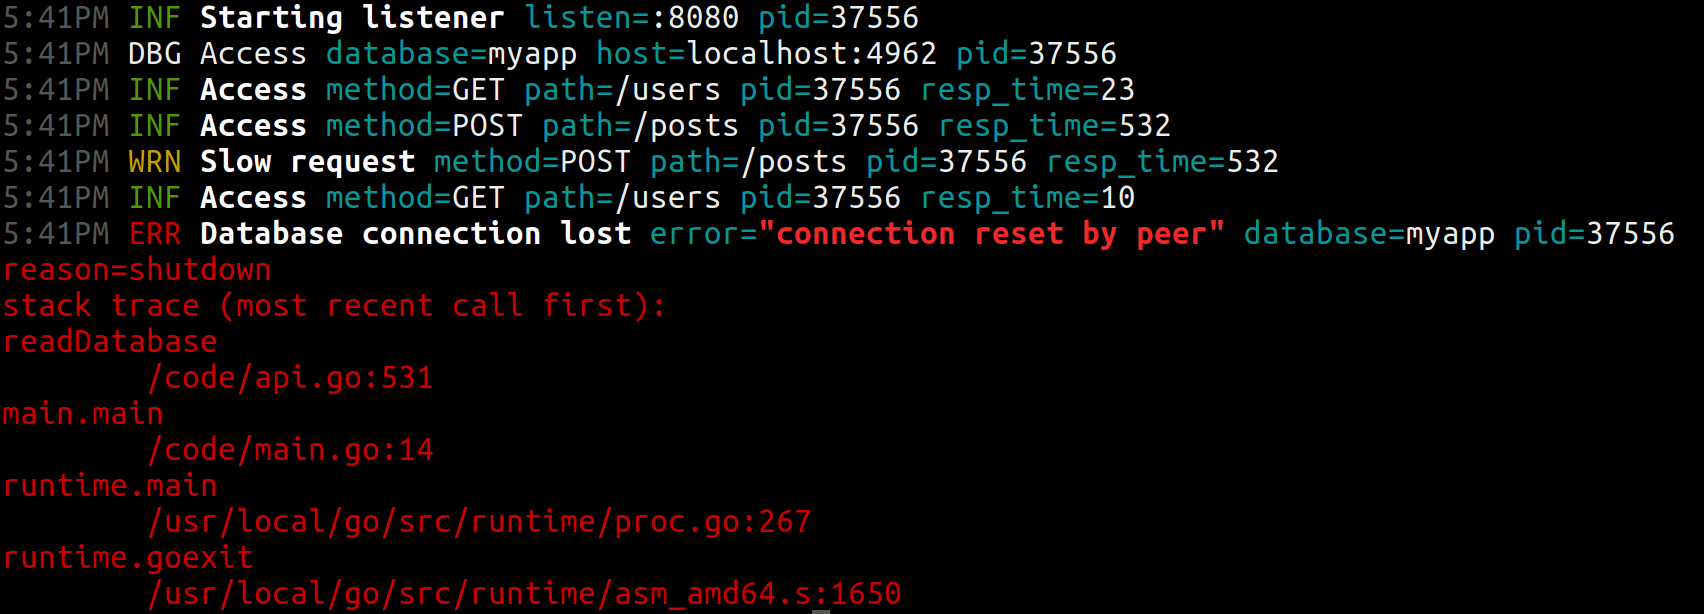 5:41PM INF Starting listener listen=:8080 pid=37556
5:41PM DBG Access database=myapp host=localhost:4962 pid=37556
5:41PM INF Access method=GET path=/users pid=37556 resp_time=23
5:41PM INF Access method=POST path=/posts pid=37556 resp_time=532
5:41PM WRN Slow request method=POST path=/posts pid=37556 resp_time=532
5:41PM INF Access method=GET path=/users pid=37556 resp_time=10
5:41PM ERR Database connection lost error="connection reset by peer" database=myapp pid=37556
reason=shutdown
stack trace (most recent call first):
readDatabase
        /code/api.go:531
main.main
        /code/main.go:14
runtime.main
        /usr/local/go/src/runtime/proc.go:267
runtime.goexit
        /usr/local/go/src/runtime/asm_amd64.s:1650